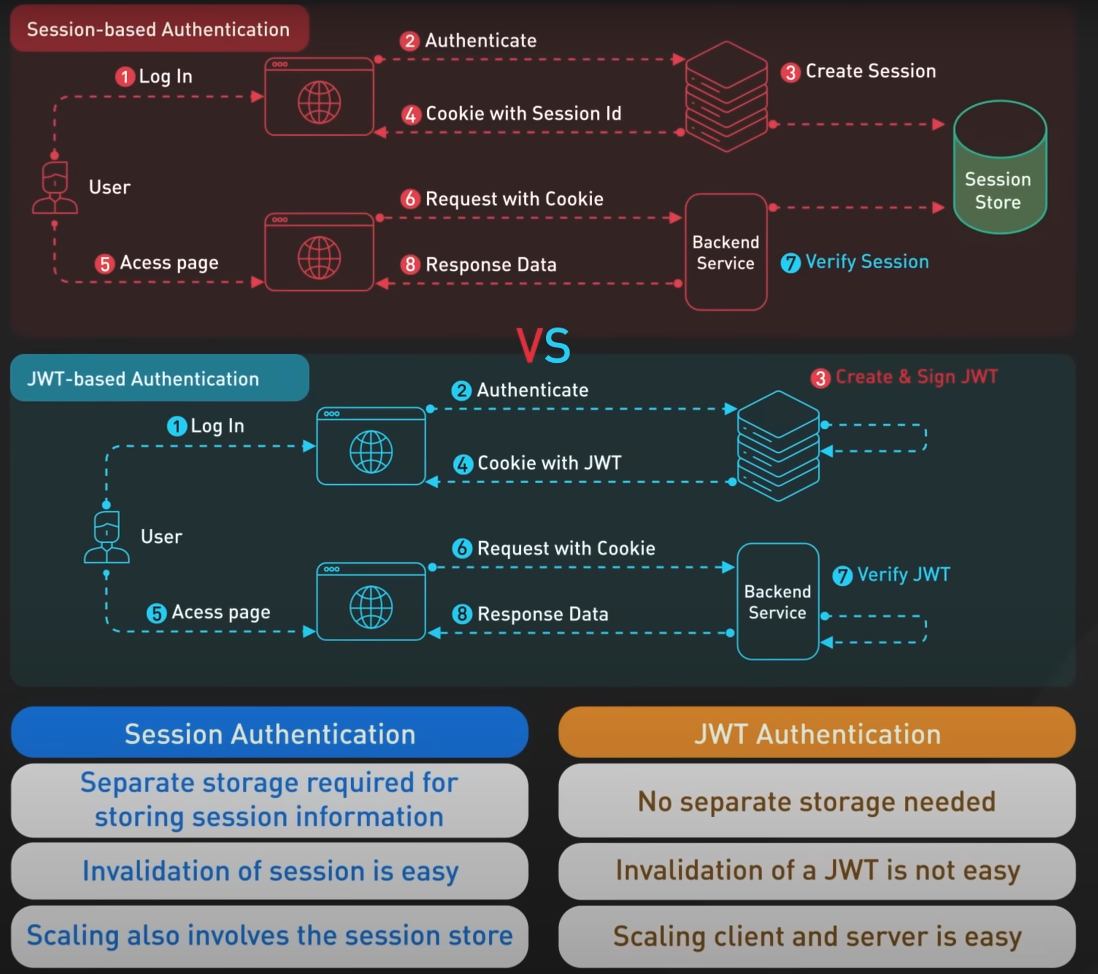 Session-based Authentication
2 Authenticate
1 Log In
3 Create Session
4 Cookie with Session Id
User
6 Request with Cookie
Session
Store
5 Acess page
8 Response Data
Backend
Service
7 Verify Session
VS
JWT-based Authentication
2 Authenticate
3 Create & Sign JWT
1 Log In
4 Cookie with JWT
User
6 Request with Cookie
7 Verify JWT
Backend
Service
5 Acess page
8 Response Data
Session Authentication
JWT Authentication
Separate storage required for
storing session information
No separate storage needed
Invalidation of session is easy
Invalidation of a JWT is not easy
Scaling also involves the session store
Scaling client and server is easy